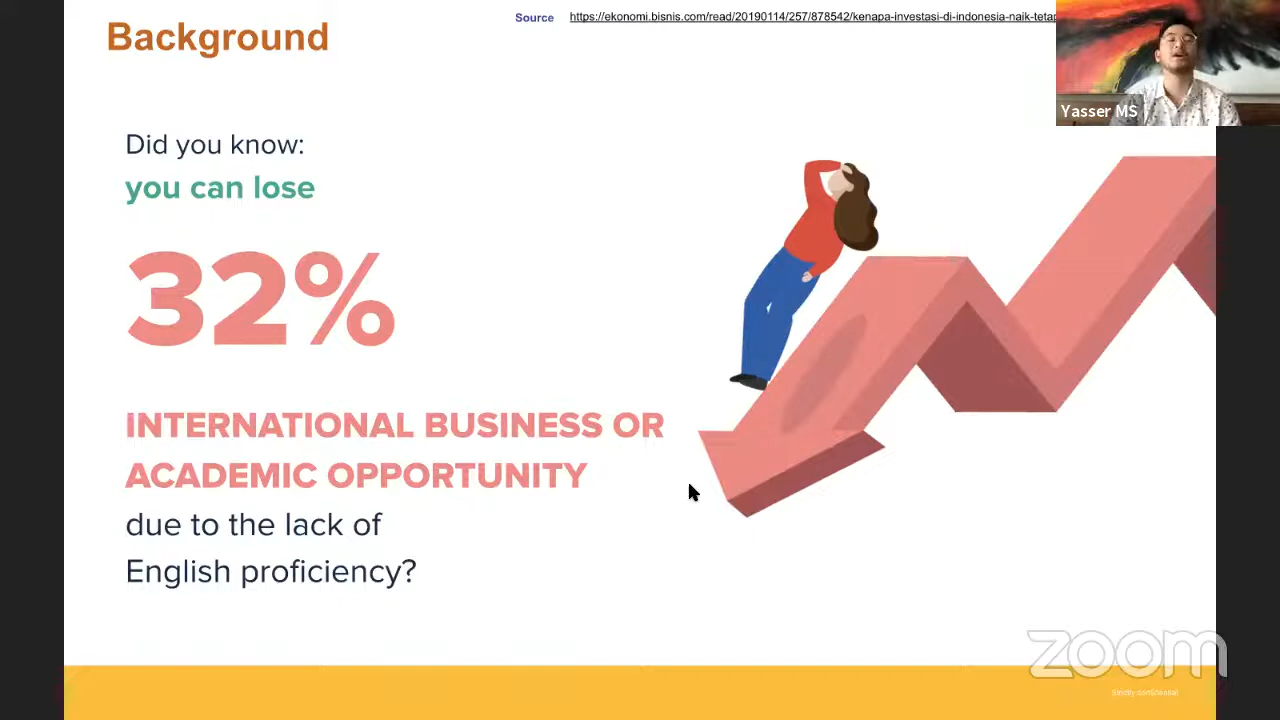 Background
Source https://ekonomi.bisnis.com/read/20190114/257/878542/kenapa-investasi-di-indonesia-naik-tetap
Yasser MS
Did you know:
you can lose
32%
INTERNATIONAL BUSINESS OR
ACADEMIC OPPORTUNITY
due to the lack of
English proficiency?
zoom
Strictly confidential